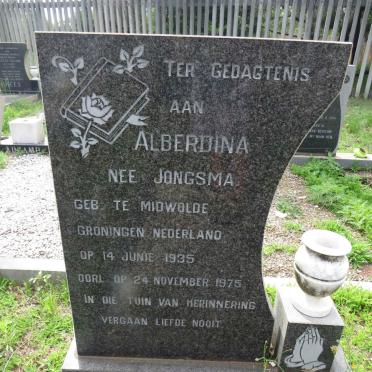 TER GEDAGTENIS
AAN
ALBERDINA
NEE JONGSMA
GEB. TE MIDWOLDE
GRONINGEN NEDERLAND
OP 14 JUNIE 1935
OORL. OP 24 NOVEMBER 1975
IN DIE TUIN VAN HERINNERING
VERGAAN LIEFDE NOOIT